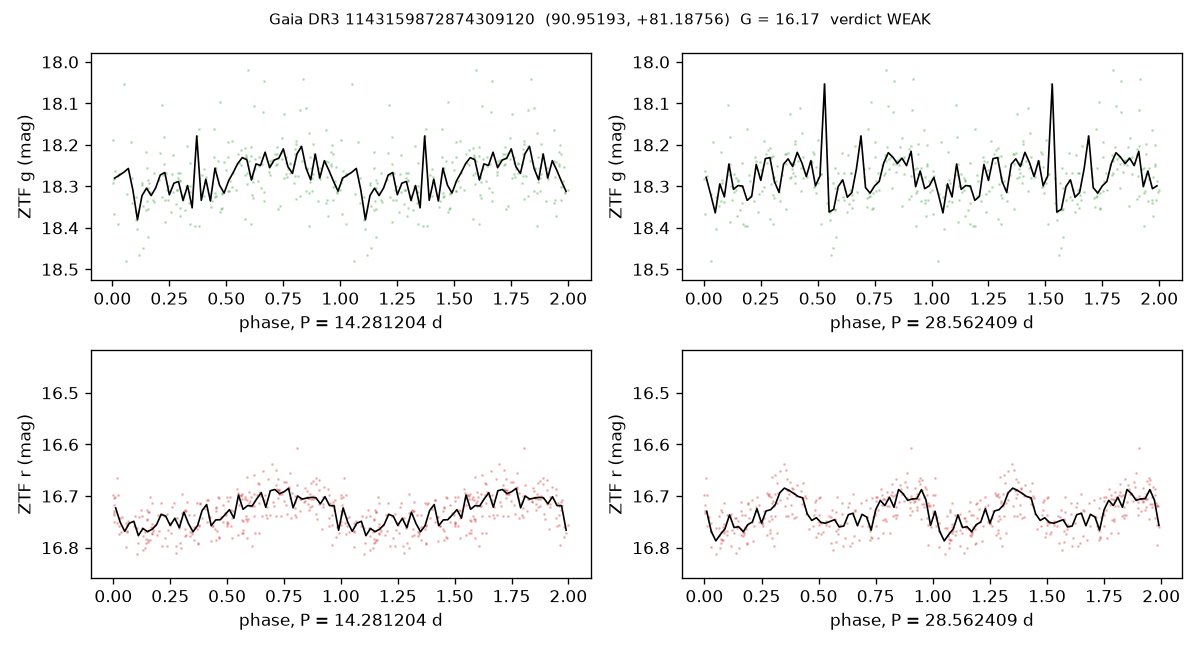 Gaia DR3 1143159872874309120 (90.95193, +81.18756) G = 16.17 verdict WEAK
ZTF g (mag)
18.0
18.1
18.2
18.3
18.4
18.5
0.00 0.25 0.50 0.75 1.00 1.25 1.50 1.75 2.00
phase, P = 14.281204 d
ZTF g (mag)
18.0
18.1
18.2
18.3
18.4
18.5
0.00 0.25 0.50 0.75 1.00 1.25 1.50 1.75 2.00
phase, P = 28.562409 d
ZTF r (mag)
16.5
16.6
16.7
16.8
0.00 0.25 0.50 0.75 1.00 1.25 1.50 1.75 2.00
phase, P = 14.281204 d
ZTF r (mag)
16.5
16.6
16.7
16.8
0.00 0.25 0.50 0.75 1.00 1.25 1.50 1.75 2.00
phase, P = 28.562409 d